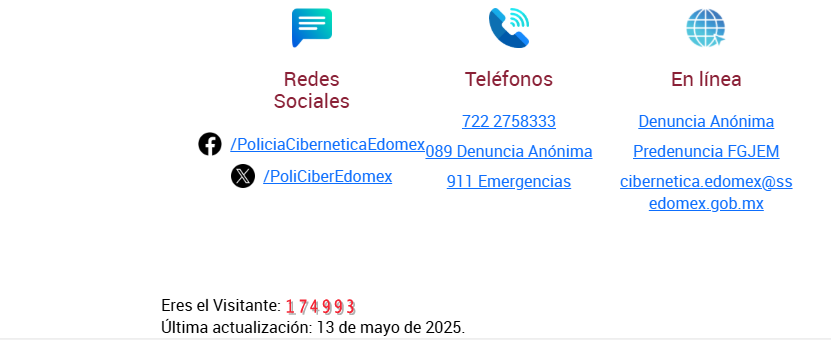 Redes
Sociales
/PoliciaCiberneticaEdomex
/PoliCiberEdomex
Teléfonos
722 2758333
089 Denuncia Anónima
911 Emergencias
En línea
Denuncia Anónima
Predenuncia FGJEM
cibernetica.edomex@ss
edomex.gob.mx
Eres el Visitante: 174993
Última actualización: 13 de mayo de 2025.